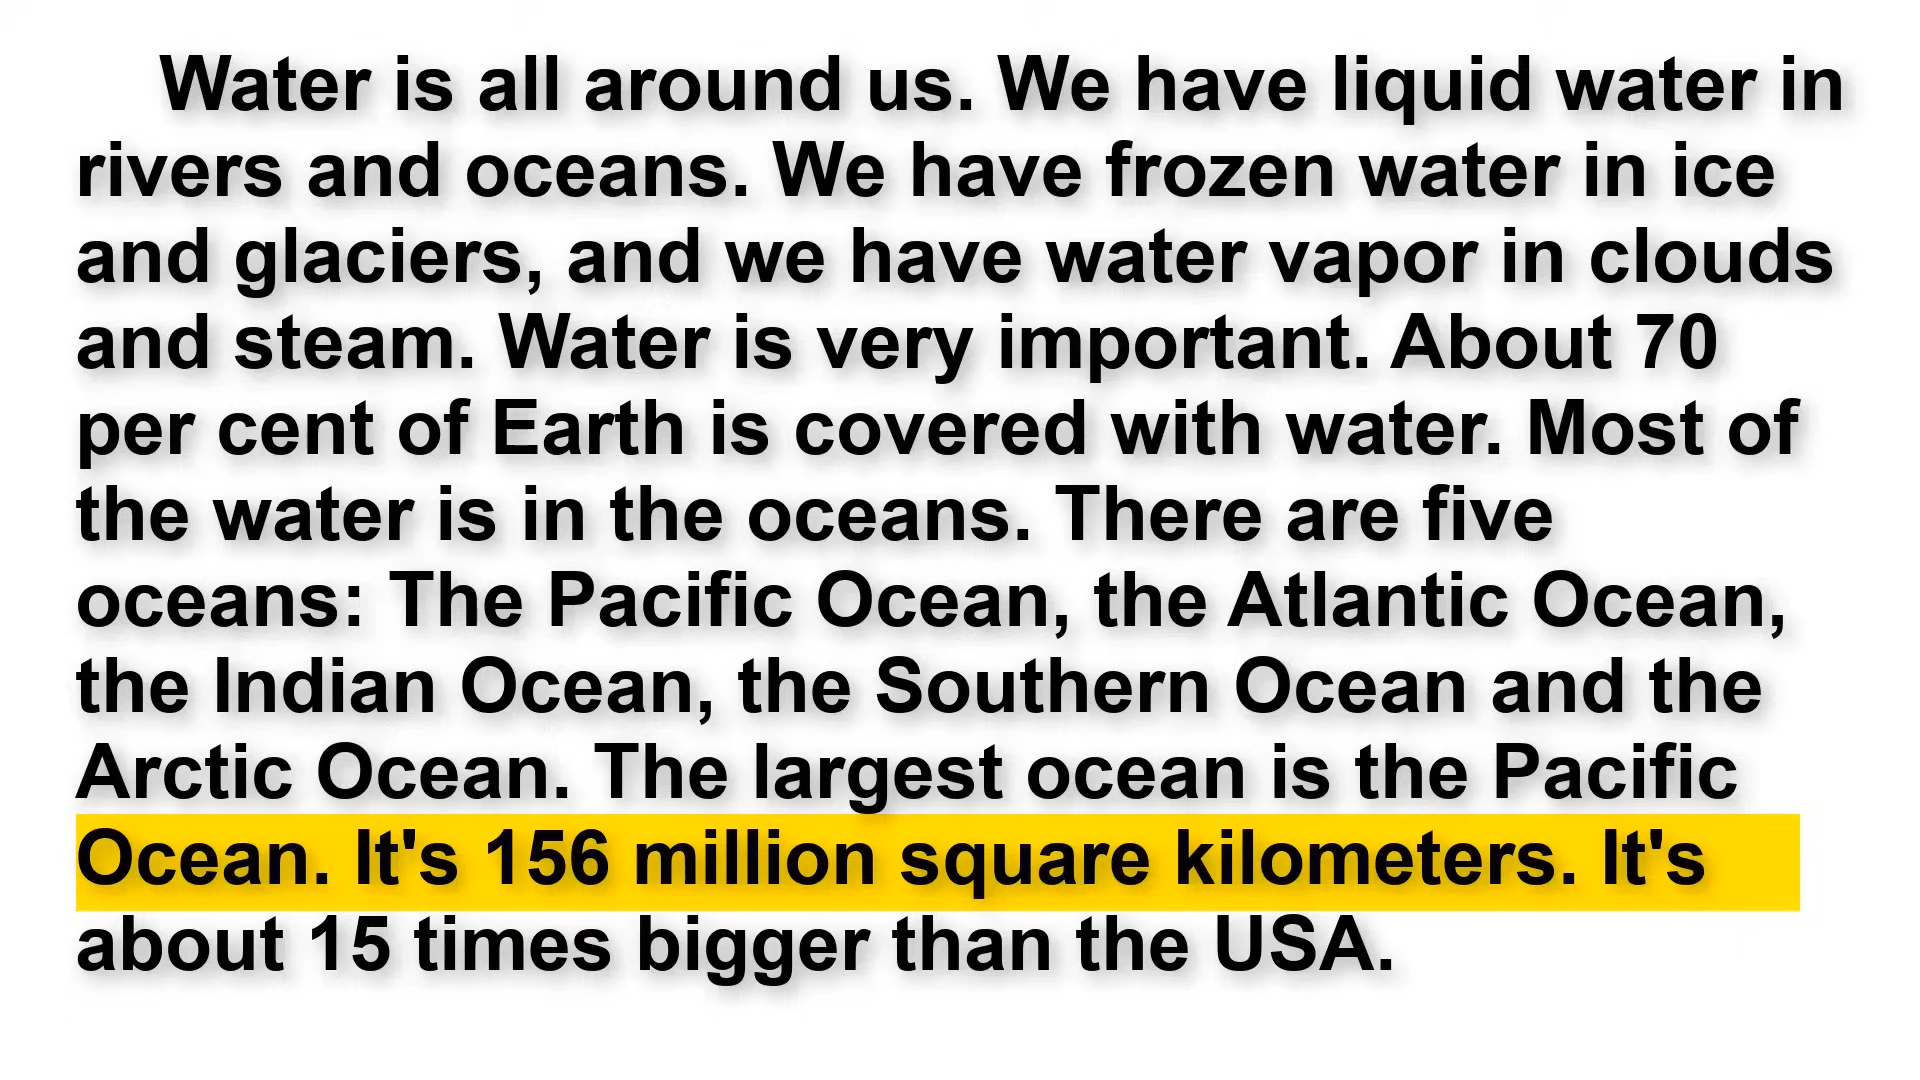 Water is all around us. We have liquid water in
rivers and oceans. We have frozen water in ice
and glaciers, and we have water vapor in clouds
and steam. Water is very important. About 70
per cent of Earth is covered with water. Most of
the water is in the oceans. There are five
oceans: The Pacific Ocean, the Atlantic Ocean,
the Indian Ocean, the Southern Ocean and the
Arctic Ocean. The largest ocean is the Pacific
Ocean. It's 156 million square kilometers. It's
about 15 times bigger than the USA.